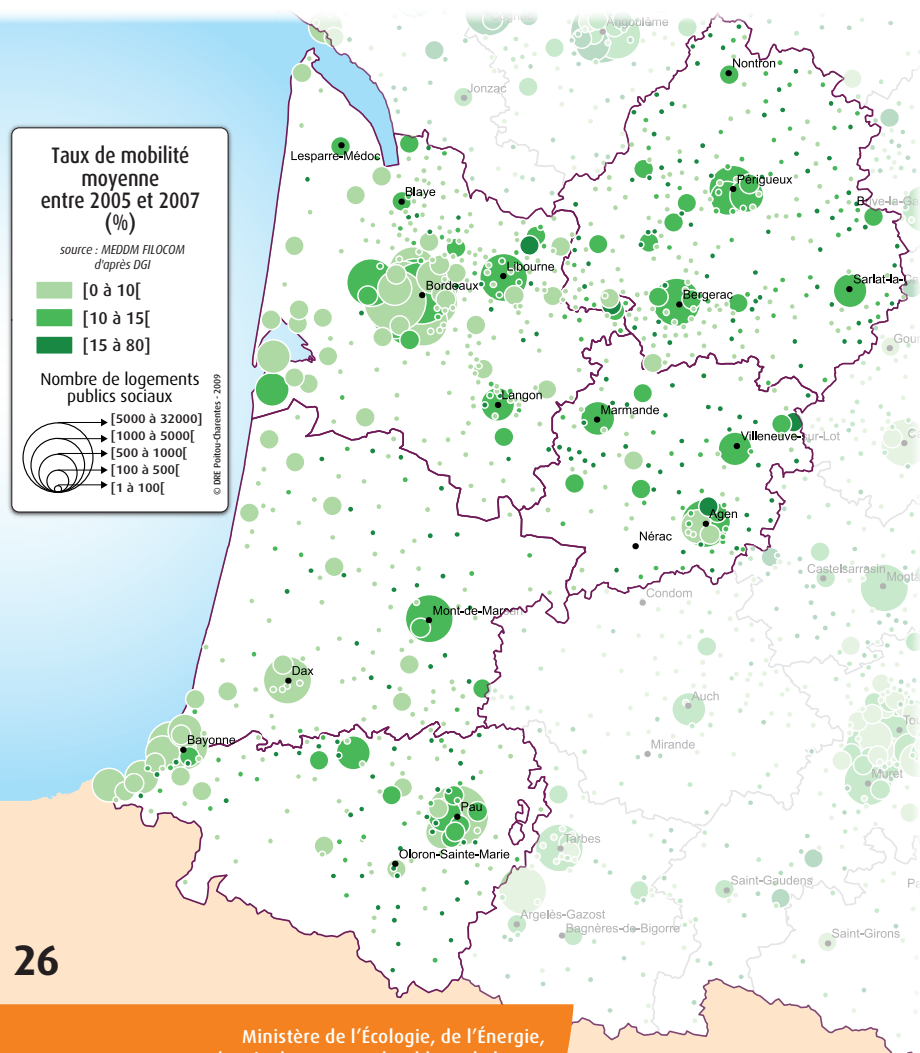 Angoulême
Nontron
Jonzac
Taux de mobilité
moyenne
entre 2005 et 2007
(%)
source : MEDDM FILOCOM
d'après DGI
[0 à 10[
[10 à 15[
[15 à 80]
Nombre de logements
publics sociaux
[5000 à 32000]
[1000 à 5000[
[500 à 1000[
[100 à 500[
[1 à 100[
© DRE Poitou-Charentes - 2009
Lesparre-Médoc
Blaye
Périgueux
Libourne
Bordeaux
Bergerac
Sarlat-la-C
Langon
Marmande
Villeneuve-sur-Lot
Agen
Nérac
Castelsarrasin
Condom
Mont-de-Marsan
Dax
Auch
Bayonne
Mirande
Muret
Pau
Tarbes
Oloron-Sainte-Marie
Saint-Gaudens
Argelès-Gazost
Bagnères-de-Bigorre
Saint-Girons
26
Ministère de l'Écologie, de l'Énergie,